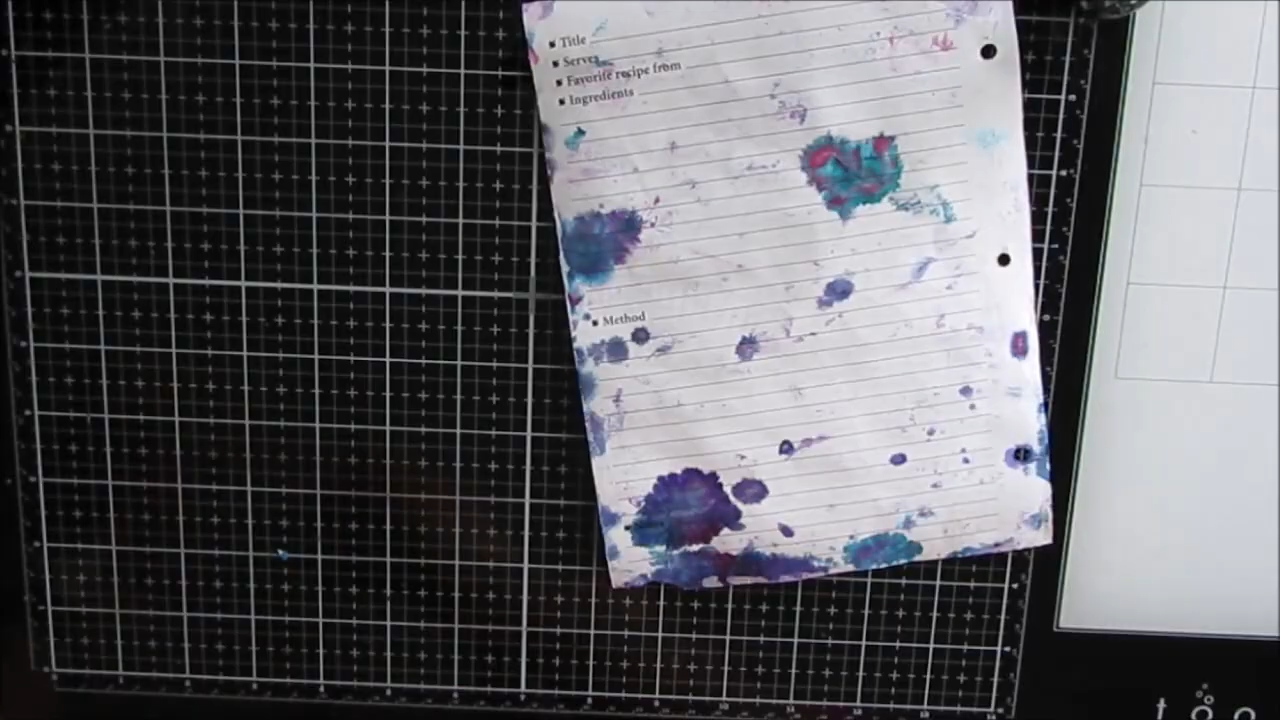 Title
Serves
Favorite recipe from
Ingredients
Method